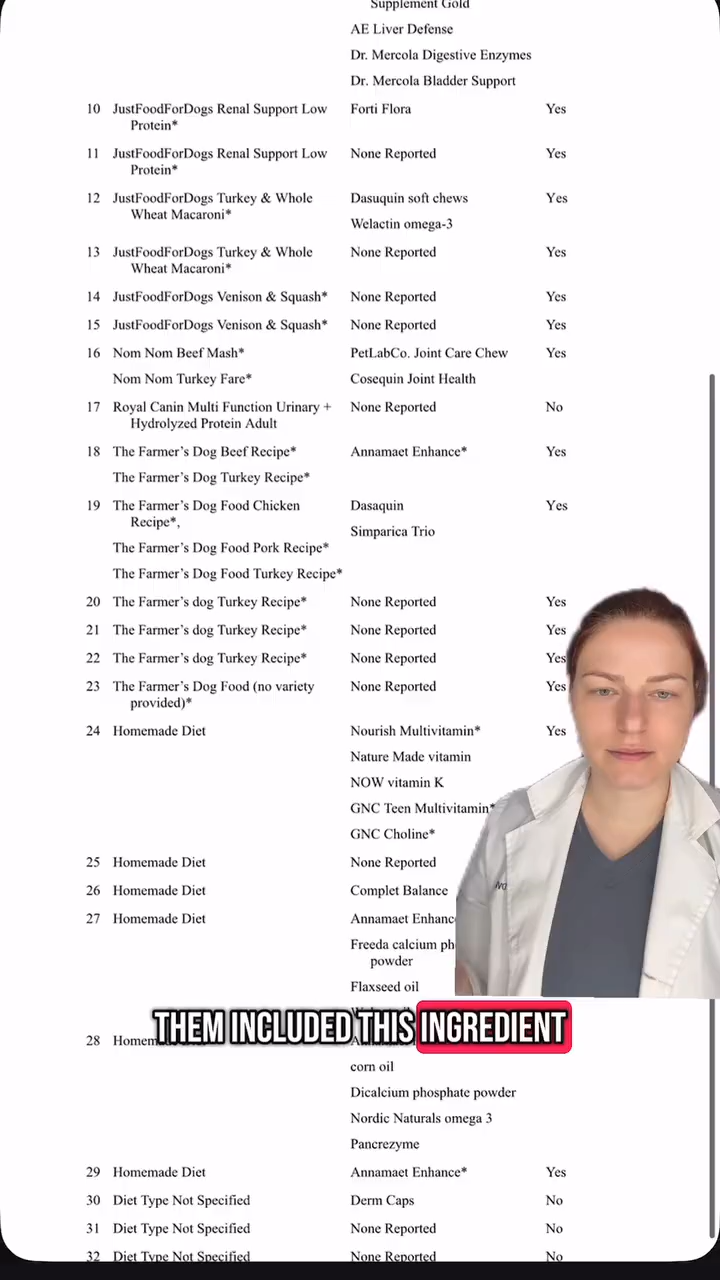 Supplement Gold
AE Liver Defense
Dr. Mercola Digestive Enzymes
Dr. Mercola Bladder Support
10 JustFoodForDogs Renal Support Low Forti Flora Yes
Protein*
11 JustFoodForDogs Renal Support Low None Reported Yes
Protein*
12 JustFoodForDogs Turkey & Whole Dasuquin soft chews Yes
Wheat Macaroni* Welactin omega-3
13 JustFoodForDogs Turkey & Whole None Reported Yes
Wheat Macaroni*
14 JustFoodForDogs Venison & Squash* None Reported Yes
15 JustFoodForDogs Venison & Squash* None Reported Yes
16 Nom Nom Beef Mash* PetLabCo. Joint Care Chew Yes
Nom Nom Turkey Fare* Cosequin Joint Health
17 Royal Canin Multi Function Urinary + None Reported No
Hydrolyzed Protein Adult
18 The Farmer's Dog Beef Recipe* Annamaet Enhance* Yes
The Farmer's Dog Turkey Recipe*
19 The Farmer's Dog Food Chicken Dasaquin Yes
Recipe*, Simparica Trio
The Farmer's Dog Food Pork Recipe*
The Farmer's Dog Food Turkey Recipe*
20 The Farmer's dog Turkey Recipe* None Reported Yes
21 The Farmer's dog Turkey Recipe* None Reported Yes
22 The Farmer's dog Turkey Recipe* None Reported Yes
23 The Farmer's Dog Food (no variety None Reported Yes
provided)*
24 Homemade Diet Nourish Multivitamin* Yes
Nature Made vitamin
NOW vitamin K
GNC Teen Multivitamin*
GNC Choline*
25 Homemade Diet None Reported
26 Homemade Diet Complet Balance
27 Homemade Diet Annamaet
Freeda calcium
powder
Flaxseed oil
THEM INCLUDED THIS INGREDIENT
28
corn oil
Dicalcium phosphate powder
Nordic Naturals omega 3
Pancrezyme
29 Homemade Diet Annamaet Enhance* Yes
30 Diet Type Not Specified Derm Caps No
31 Diet Type Not Specified None Reported No
32 Diet Type Not Specified None Reported No